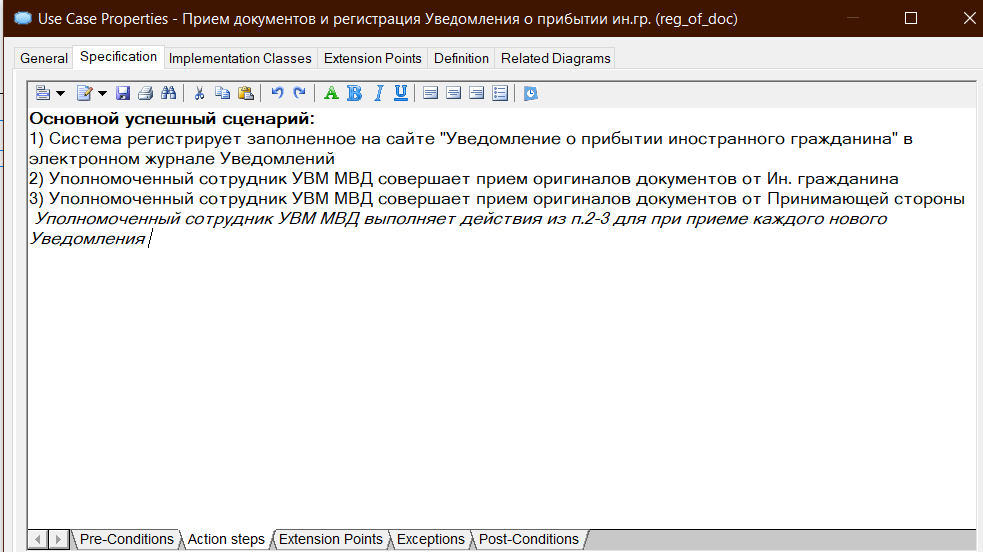 Use Case Properties - Прием документов и регистрация Уведомления о прибытии ин.гр. (reg_of_doc)
General Specification Implementation Classes Extension Points Definition Related Diagrams
A B I U
Основной успешный сценарий:
1) Система регистрирует заполненное на сайте "Уведомление о прибытии иностранного гражданина" в
электронном журнале Уведомлений
2) Уполномоченный сотрудник УВМ МВД совершает прием оригиналов документов от Ин. гражданина
3) Уполномоченный сотрудник УВМ МВД совершает прием оригиналов документов от Принимающей стороны
Уполномоченный сотрудник УВМ МВД выполняет действия из п.2-3 для при приеме каждого нового
Уведомления
Pre-Conditions Action steps Extension Points Exceptions Post-Conditions